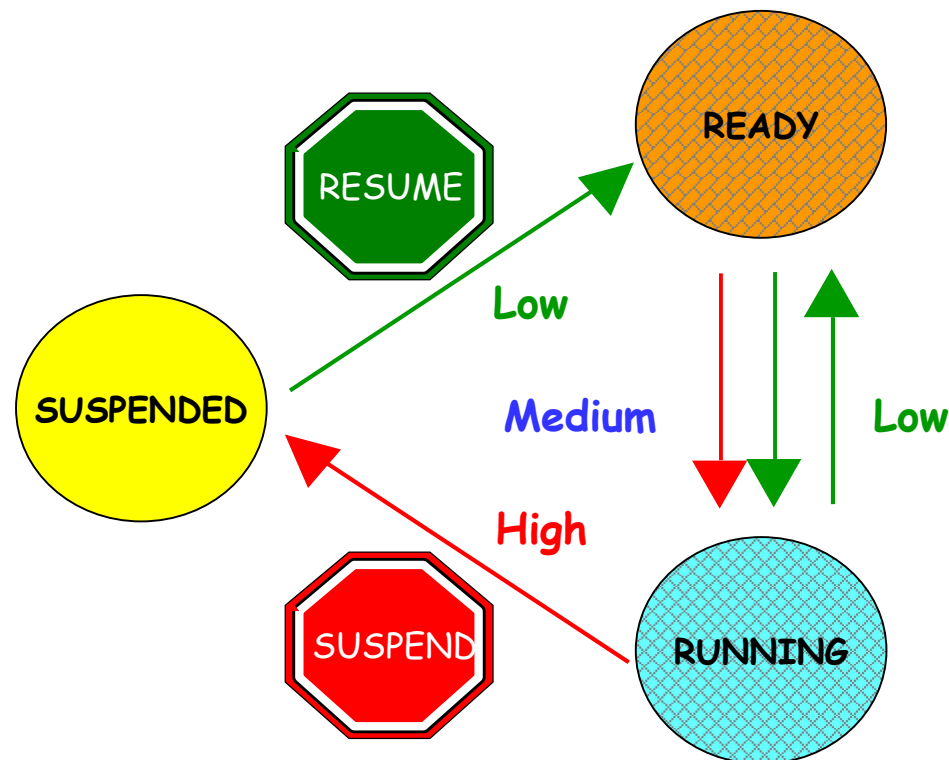 READY
RESUME
Low
SUSPENDED
Medium
Low
High
SUSPEND
RUNNING